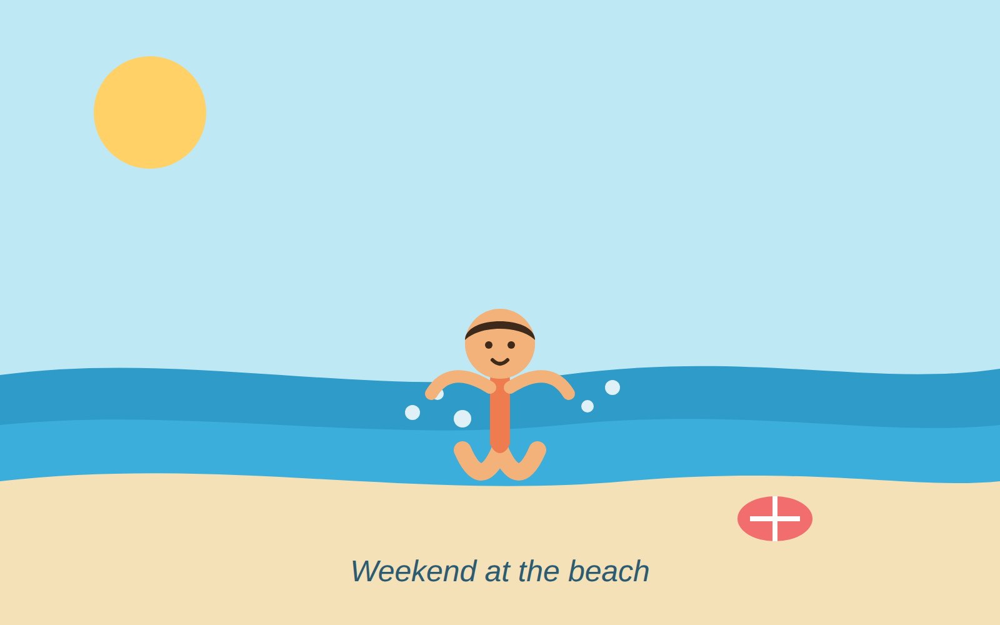 Weekend at the beach